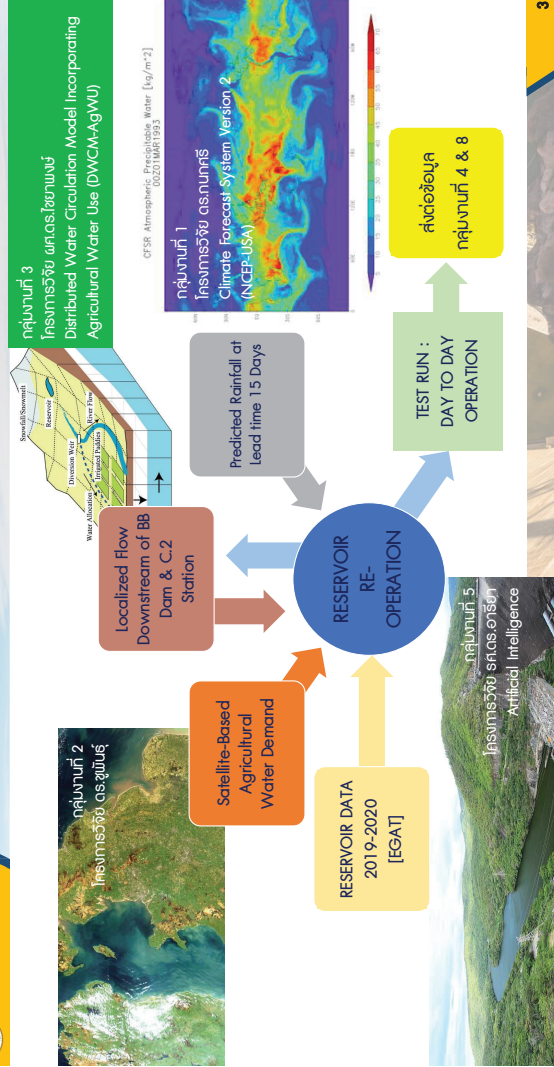 กลุ่มงานที่ 2
โครงการวิจัย ดร.ชูพันธุ์
Satellite-Based
Agricultural
Water Demand
RESERVOIR DATA
2019-2020
[EGAT]
กลุ่มงานที่ 5
โครงการวิจัย รศ.ดร.อารียา
Artificial Intelligence
Localized Flow
Downstream of BB
Dam & C.2
Station
Snowfall/Snowmelt
Reservoir
Diversion Weir
River Flow
Irrigated Paddies
Water Allocation
กลุ่มงานที่ 3
โครงการวิจัย ผศ.ดร.ไชยาพงษ์
Distributed Water Circulation Model Incorporating
Agricultural Water Use (DWCM-AgWU)
RESERVOIR
RE-
OPERATION
Predicted Rainfall at
Lead time 15 Days
CFSR Atmospheric Precipitable Water [kg/m^2]
00Z01MAR1993
กลุ่มงานที่ 1
โครงการวิจัย ดร.กนกศรี
Climate Forecast System Version 2
(NCEP-USA)
TEST RUN :
DAY TO DAY
OPERATION
ส่งต่อข้อมูล
กลุ่มงานที่ 4 & 8
3